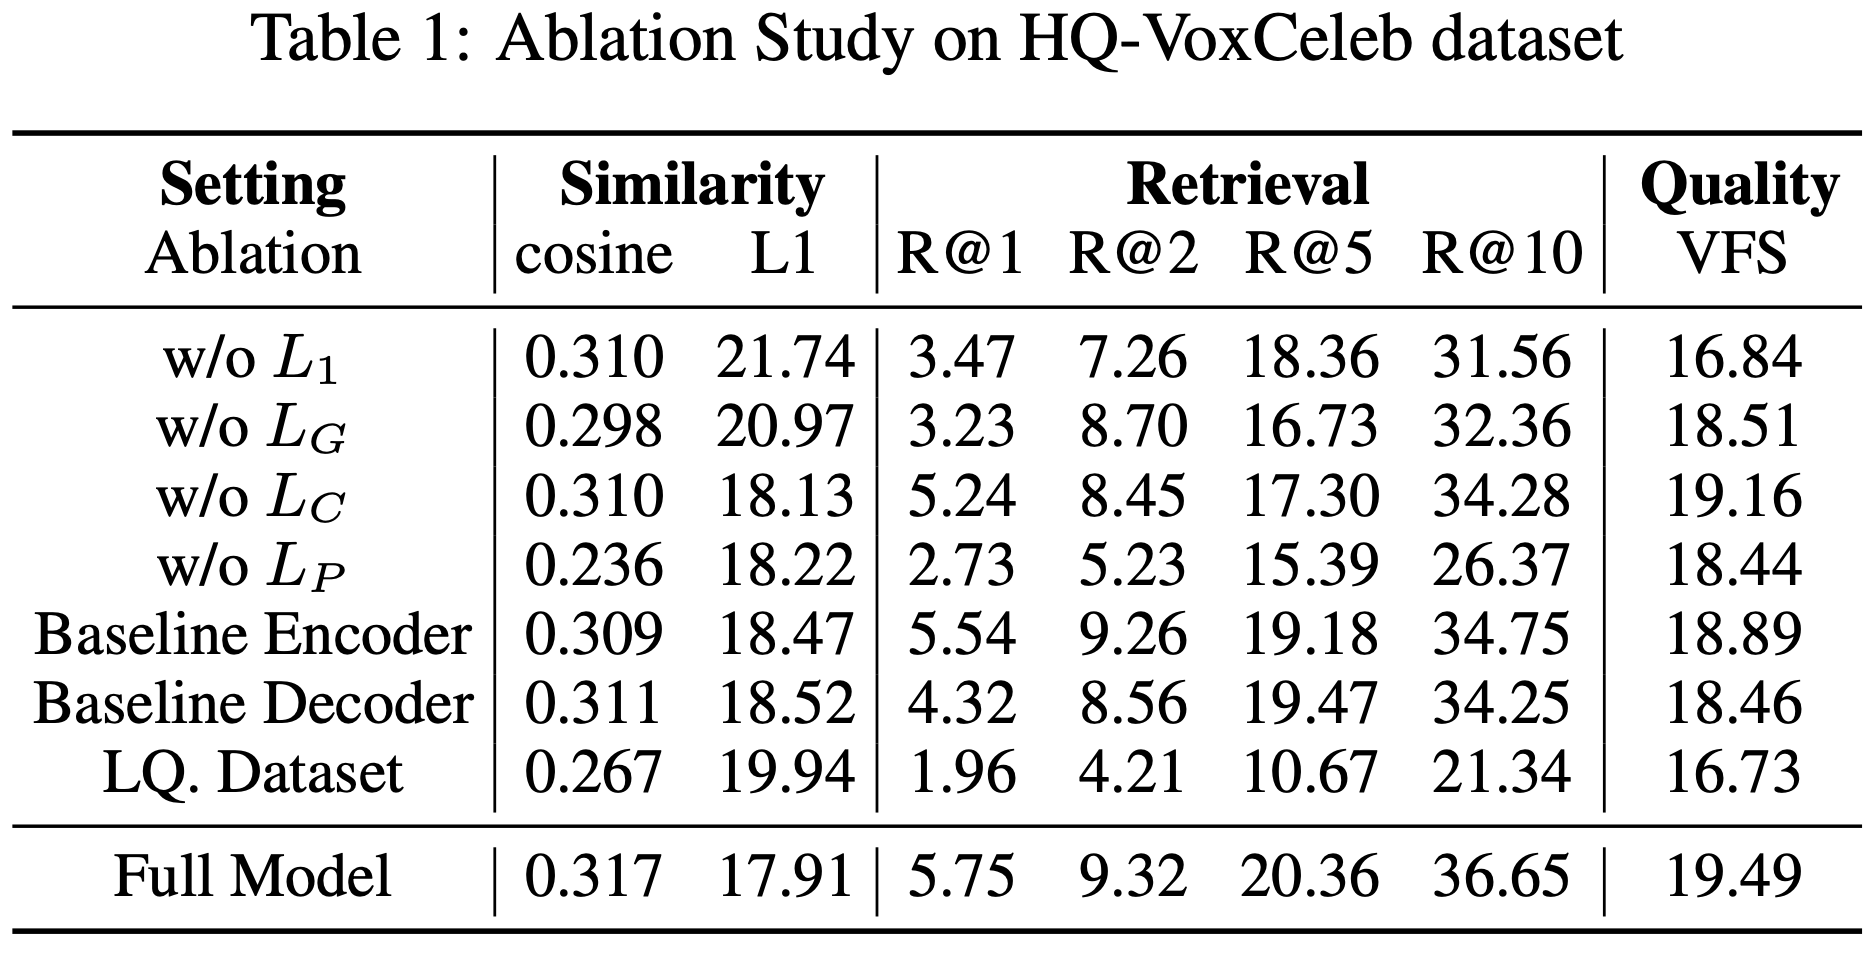 Table 1: Ablation Study on HQ-VoxCeleb dataset
Setting Similarity Retrieval Quality
Ablation cosine L1 R@1 R@2 R@5 R@10 VFS
w/o L1 0.310 21.74 3.47 7.26 18.36 31.56 16.84
w/o LG 0.298 20.97 3.23 8.70 16.73 32.36 18.51
w/o LC 0.310 18.13 5.24 8.45 17.30 34.28 19.16
w/o LP 0.236 18.22 2.73 5.23 15.39 26.37 18.44
Baseline Encoder 0.309 18.47 5.54 9.26 19.18 34.75 18.89
Baseline Decoder 0.311 18.52 4.32 8.56 19.47 34.25 18.46
LQ. Dataset 0.267 19.94 1.96 4.21 10.67 21.34 16.73
Full Model 0.317 17.91 5.75 9.32 20.36 36.65 19.49